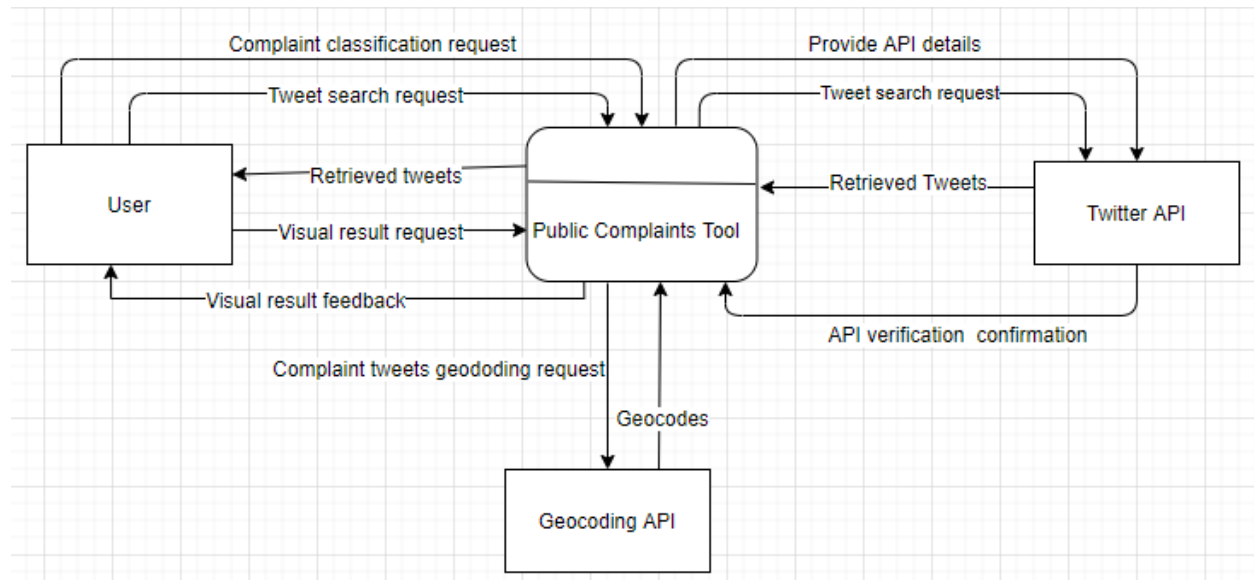 Complaint classification request
Provide API details
Tweet search request
Tweet search request
Retrieved tweets
Retrieved Tweets
User
Twitter API
Visual result request
Public Complaints Tool
Visual result feedback
API verification confirmation
Complaint tweets geododing request
Geocodes
Geocoding API